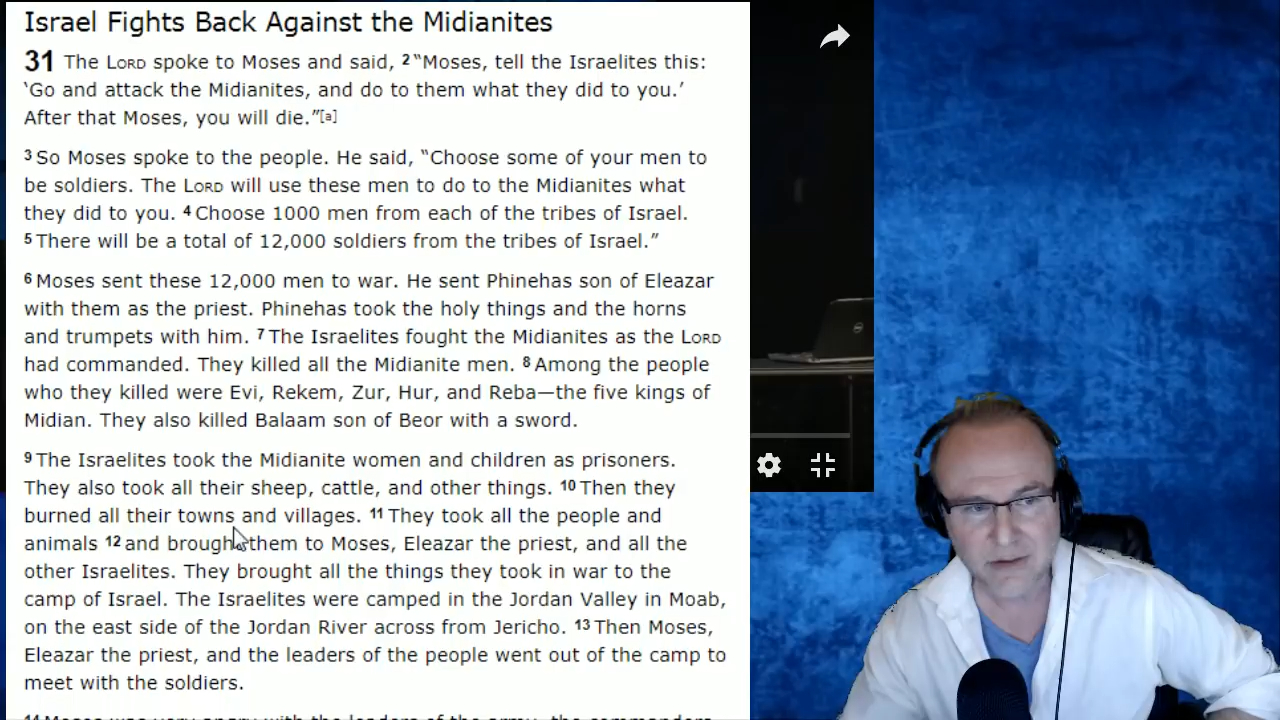 Israel Fights Back Against the Midianites
31 The LORD spoke to Moses and said, 2 “Moses, tell the Israelites this:
‘Go and attack the Midianites, and do to them what they did to you.’
After that Moses, you will die.”[a]
3 So Moses spoke to the people. He said, “Choose some of your men to
be soldiers. The LORD will use these men to do to the Midianites what
they did to you. 4 Choose 1000 men from each of the tribes of Israel.
5 There will be a total of 12,000 soldiers from the tribes of Israel.”
6 Moses sent these 12,000 men to war. He sent Phinehas son of Eleazar
with them as the priest. Phinehas took the holy things and the horns
and trumpets with him. 7 The Israelites fought the Midianites as the LORD
had commanded. They killed all the Midianite men. 8 Among the people
who they killed were Evi, Rekem, Zur, Hur, and Reba—the five kings of
Midian. They also killed Balaam son of Beor with a sword.
9 The Israelites took the Midianite women and children as prisoners.
They also took all their sheep, cattle, and other things. 10 Then they
burned all their towns and villages. 11 They took all the people and
animals 12 and brought them to Moses, Eleazar the priest, and all the
other Israelites. They brought all the things they took in war to the
camp of Israel. The Israelites were camped in the Jordan Valley in Moab,
on the east side of the Jordan River across from Jericho. 13 Then Moses,
Eleazar the priest, and the leaders of the people went out of the camp to
meet with the soldiers.
14 Moses was very angry with the leaders of the army, the commanders